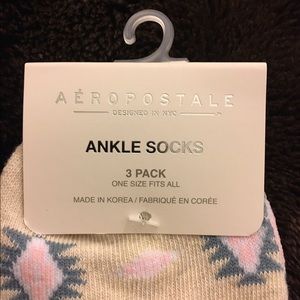 AÉROPOSTALE
DESIGNED IN NYC
ANKLE SOCKS
3 PACK
ONE SIZE FITS ALL
MADE IN KOREA / FABRIQUÉ EN CORÉE